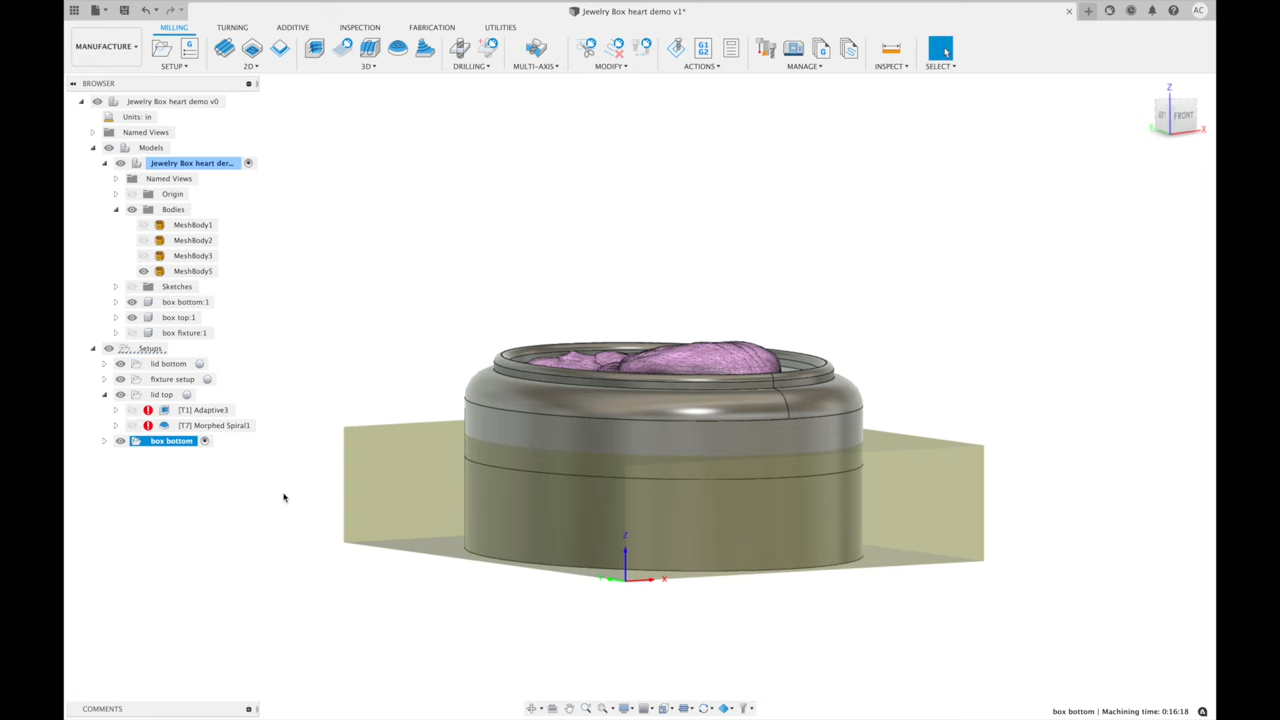 Jewelry Box heart demo v1*
AC
MANUFACTURE
MILLING TURNING ADDITIVE INSPECTION FABRICATION UTILITIES
SETUP 2D 3D DRILLING MULTI-AXIS MODIFY ACTIONS MANAGE INSPECT SELECT
G
G1
G2
BROWSER
Jewelry Box heart demo v0
Units: in
Named Views
Models
Jewelry Box heart der...
Named Views
Origin
Bodies
MeshBody1
MeshBody2
MeshBody3
MeshBody5
Sketches
box bottom:1
box top:1
box fixture:1
Setups
lid bottom
fixture setup
lid top
[T1] Adaptive3
[T7] Morphed Spiral1
box bottom
Z
FRONT
X
Z
X
COMMENTS
box bottom | Machining time: 0:16:18